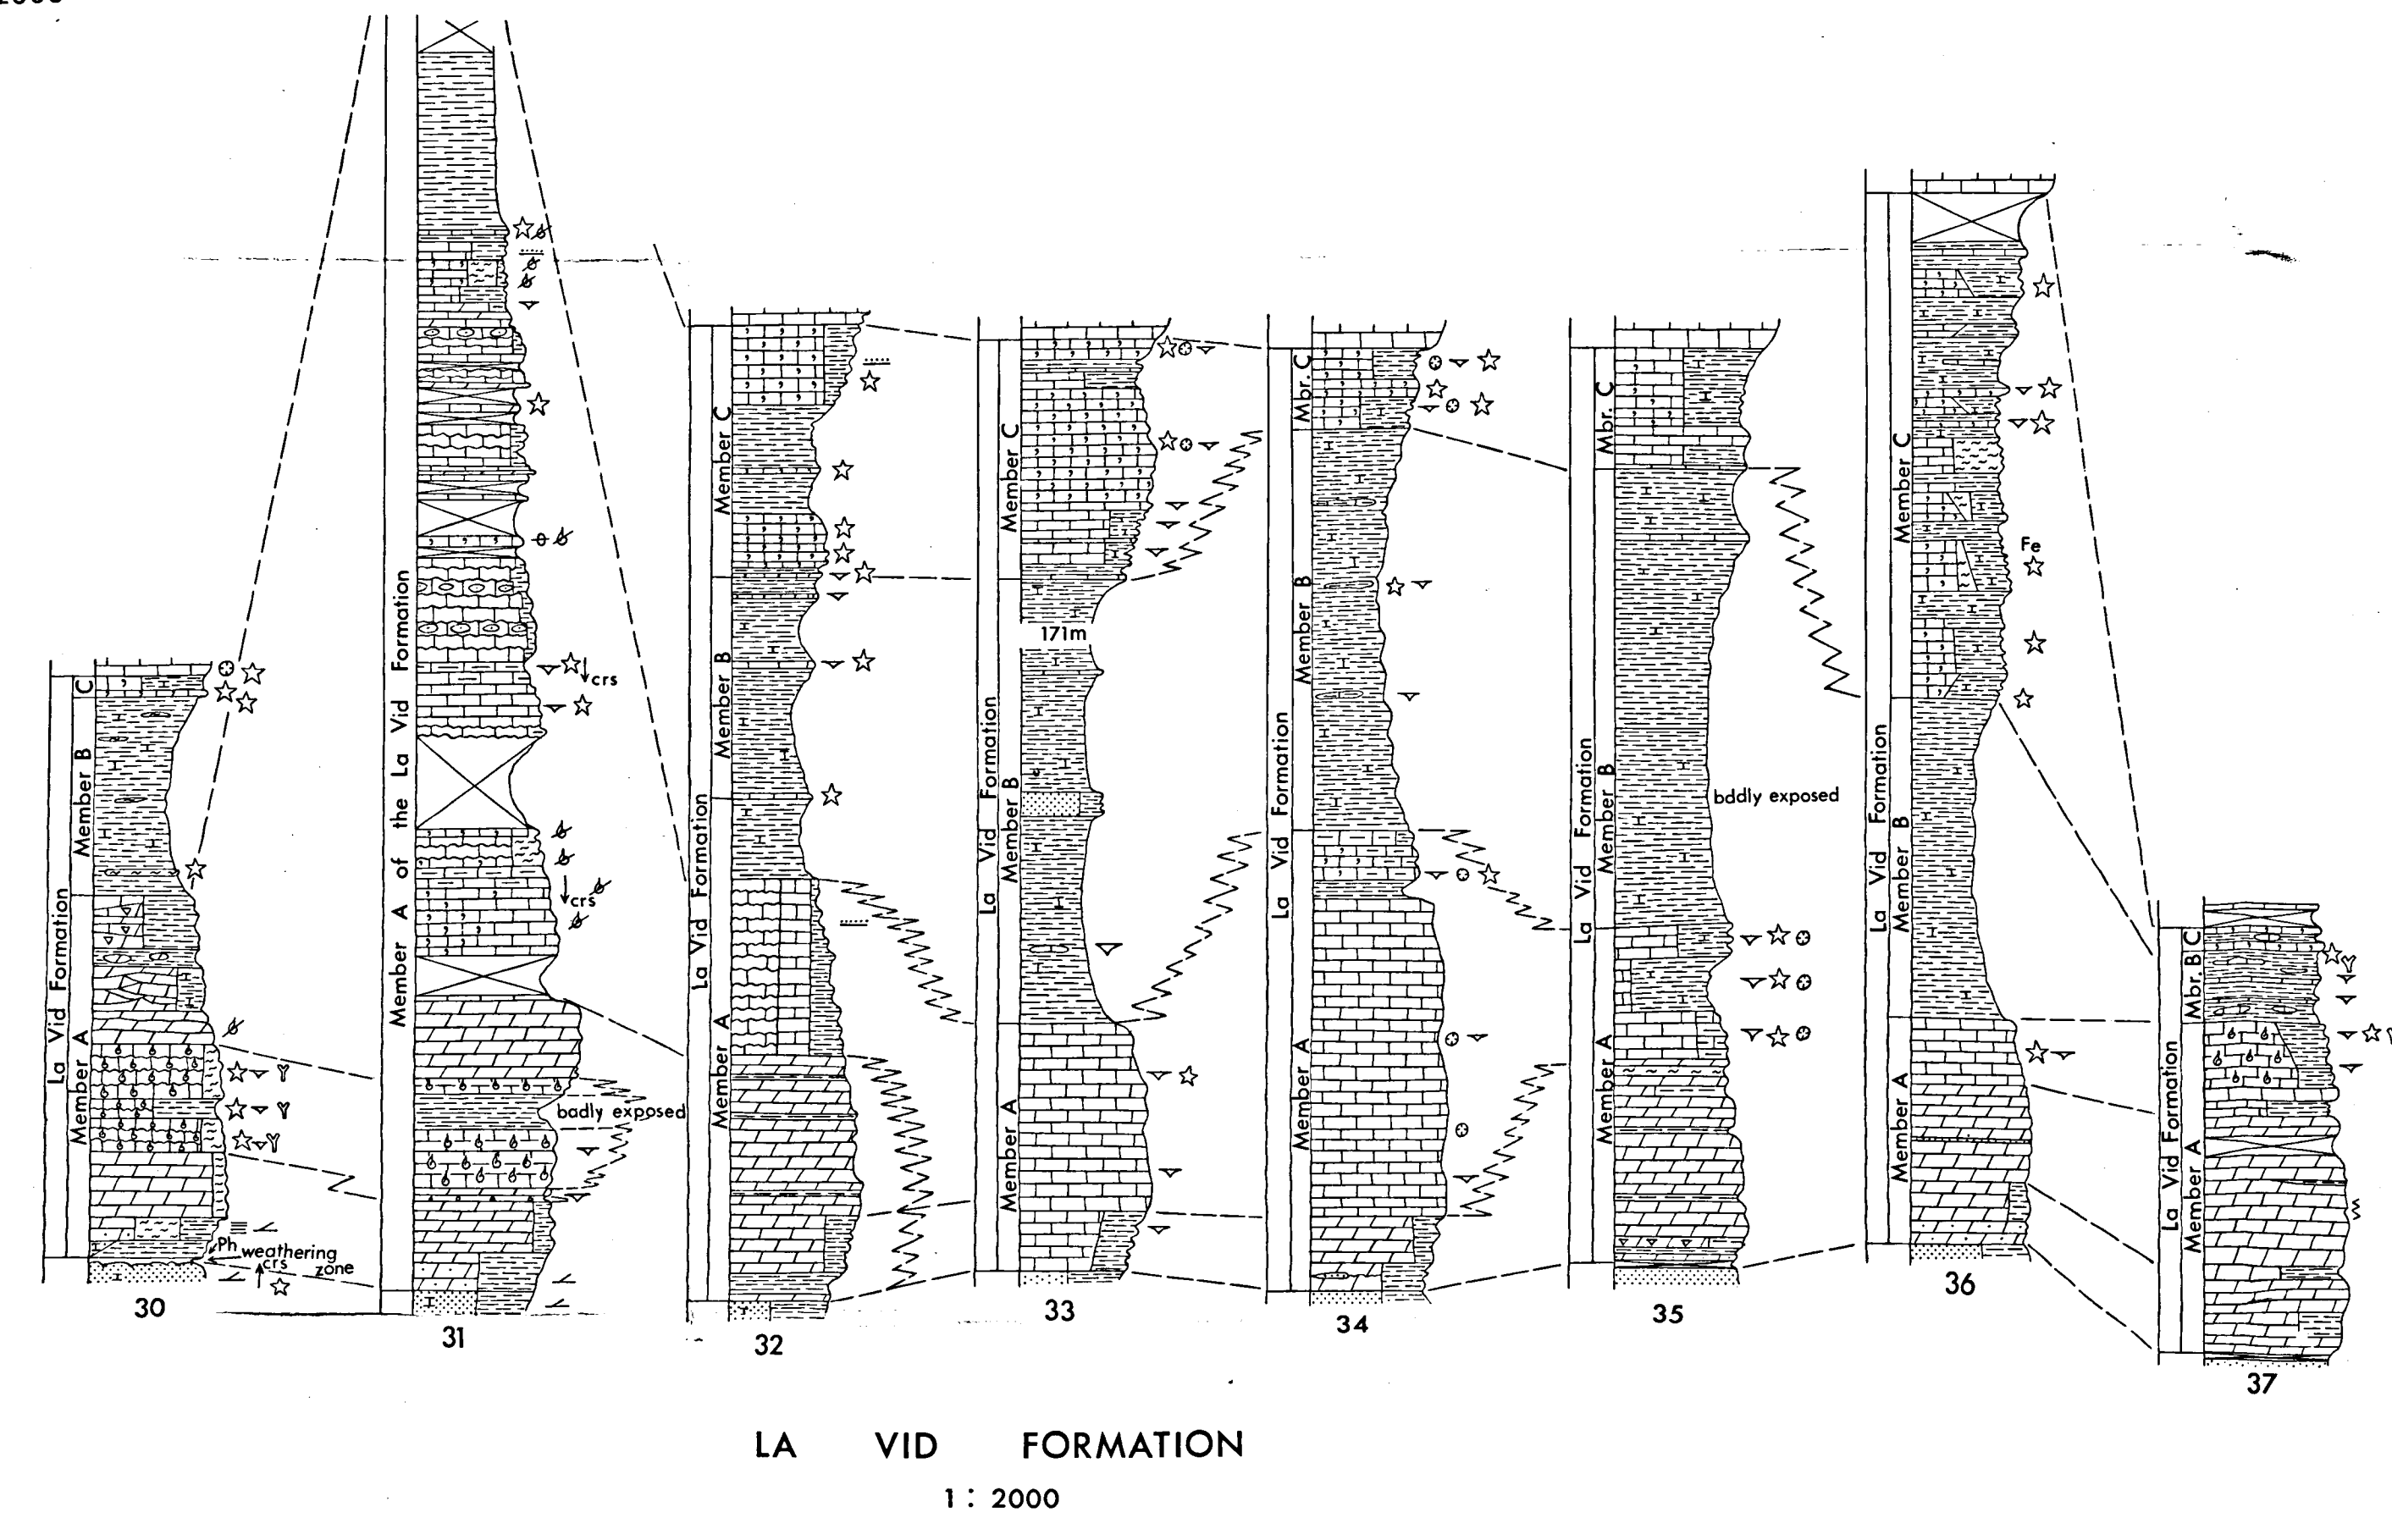 La Vid Formation
Member A
Member B
C
Ph
weathering
zone
crs
30
Member A of the La Vid Formation
crs
crs
badly exposed
31
La Vid Formation
Member A
Member B
Member C
32
La Vid Formation
Member A
Member B
Member C
171m
33
La Vid Formation
Member A
Member B
Mbr. C
34
La Vid Formation
Member A
Member B
Mbr. C
bddly exposed
35
La Vid Formation
Member A
Member B
Member C
Fe
36
La Vid Formation
Member A
Mbr. B C
37
LA VID FORMATION
1 : 2000